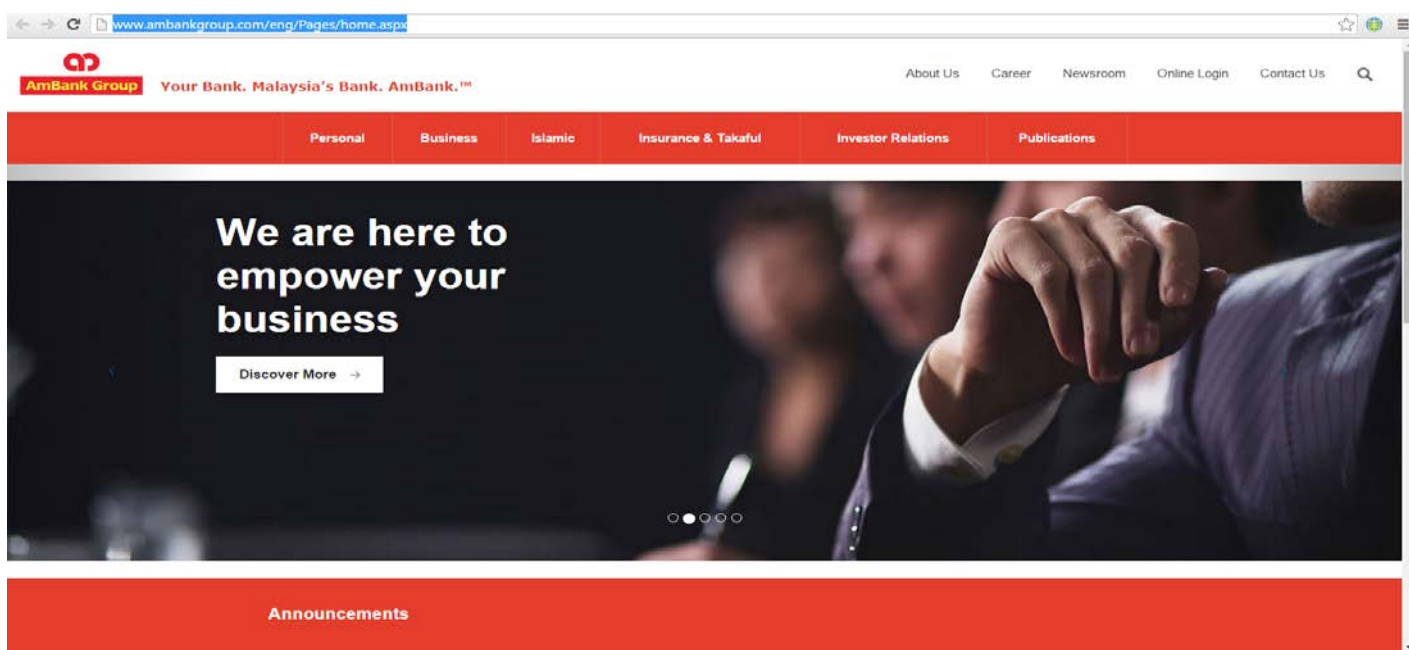 www.ambankgroup.com/eng/Pages/home.aspx
AmBank Group
Your Bank. Malaysia's Bank. AmBank.™
About Us Career Newsroom Online Login Contact Us
Personal Business Islamic Insurance & Takaful Investor Relations Publications
We are here to
empower your
business
Discover More →
Announcements